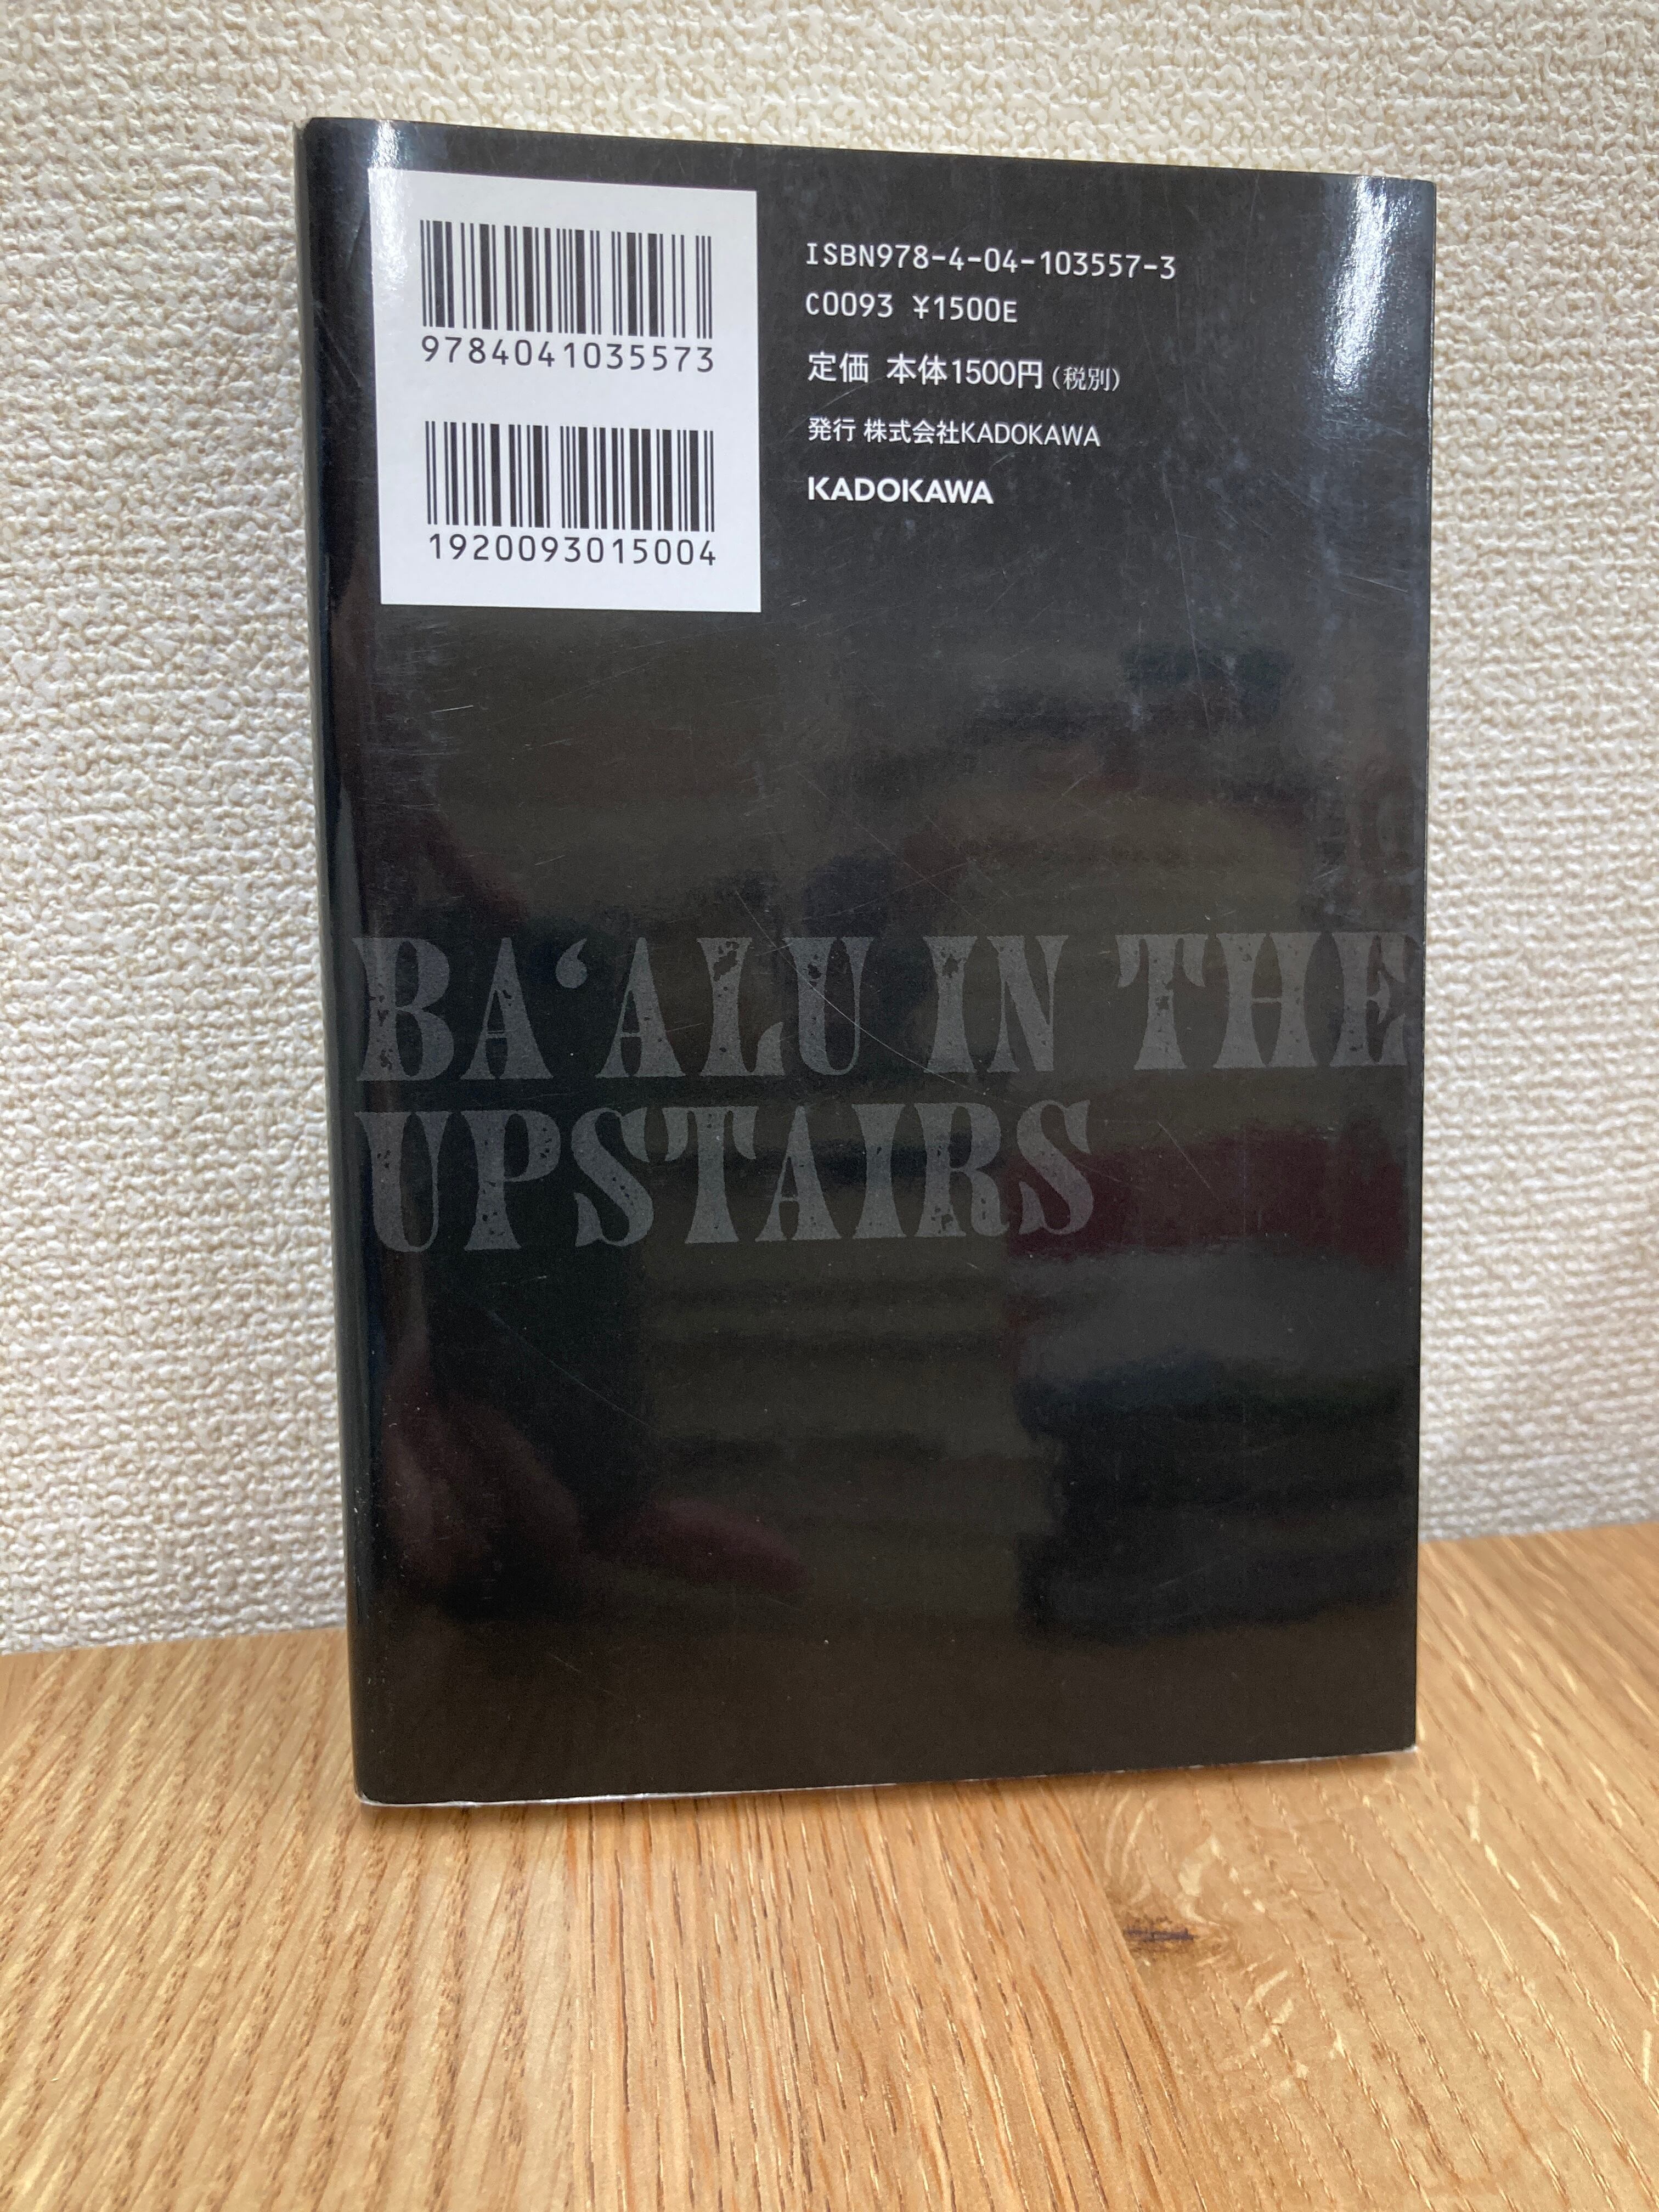 9784041035573
1920093015004
ISBN978-4-04-103557-3
C0093 ¥1500E
定価 本体1500円(税別)
発行 株式会社KADOKAWA
KADOKAWA
BA‘ALU IN THE
UPSTAIRS